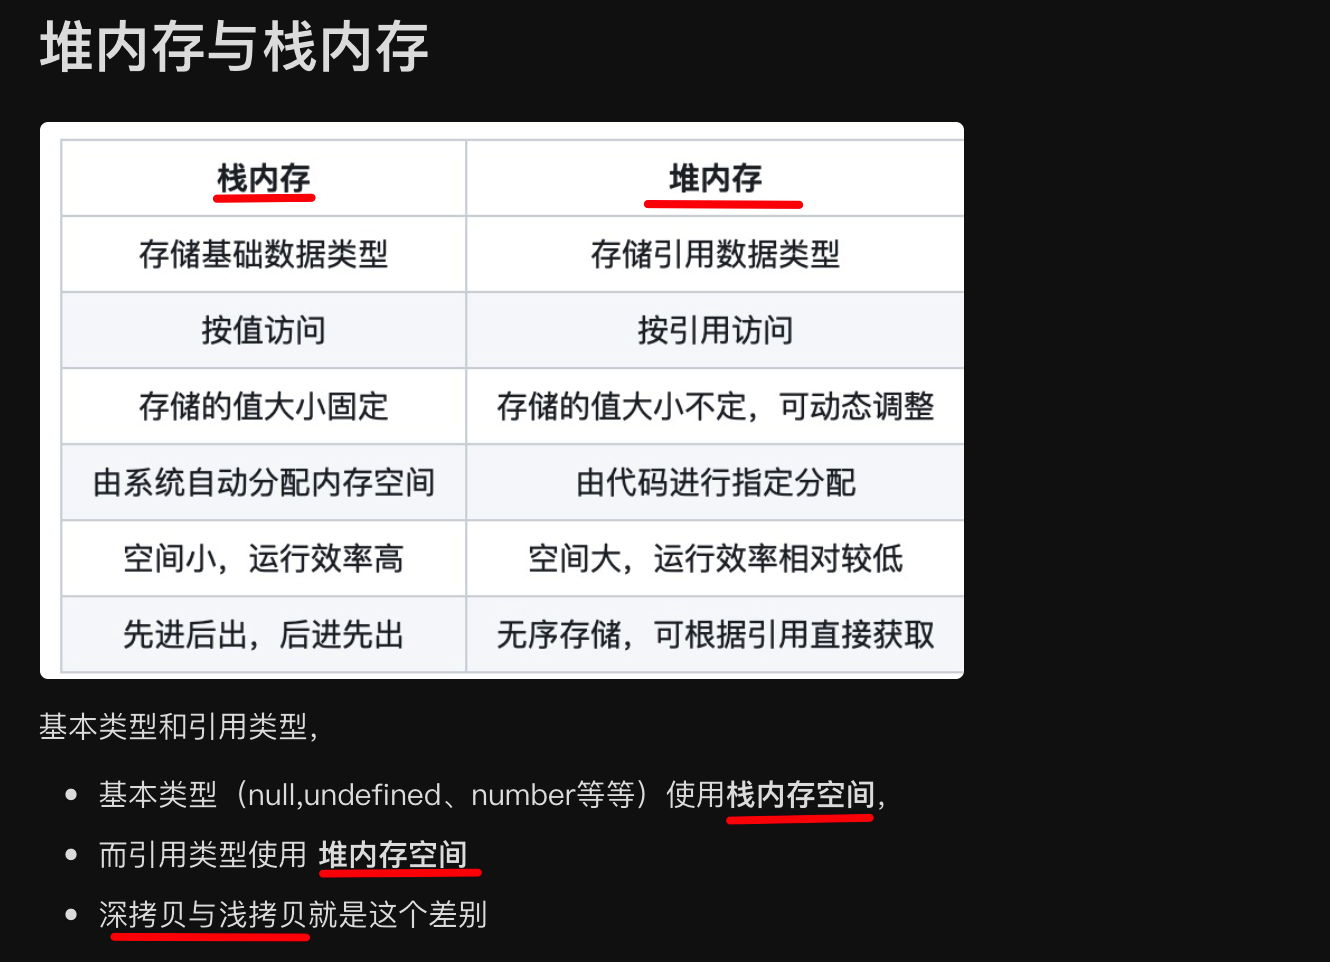 堆内存与栈内存
栈内存 堆内存
存储基础数据类型 存储引用数据类型
按值访问 按引用访问
存储的值大小固定 存储的值大小不定，可动态调整
由系统自动分配内存空间 由代码进行指定分配
空间小，运行效率高 空间大，运行效率相对较低
先进后出，后进先出 无序存储，可根据引用直接获取
基本类型和引用类型，
• 基本类型（null,undefined、number等等）使用栈内存空间，
• 而引用类型使用 堆内存空间
• 深拷贝与浅拷贝就是这个差别